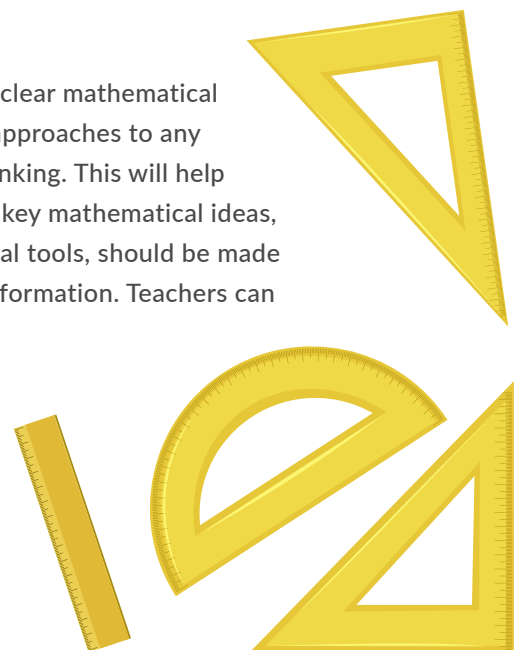 clear mathematical
approaches to any
nking. This will help
key mathematical ideas,
al tools, should be made
formation. Teachers can